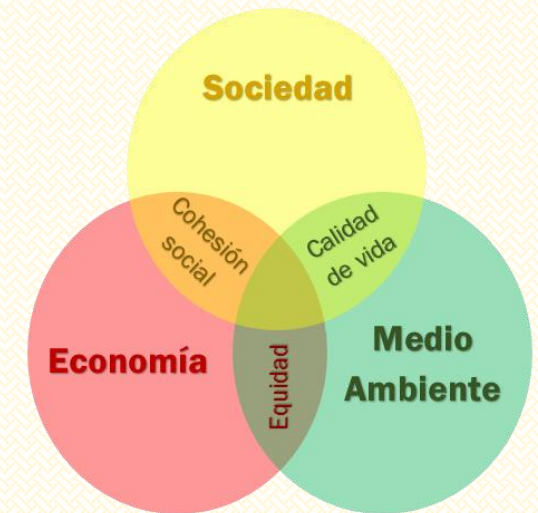 Sociedad
Cohesión
social
Calidad
de vida
Economía
Equidad
Medio
Ambiente